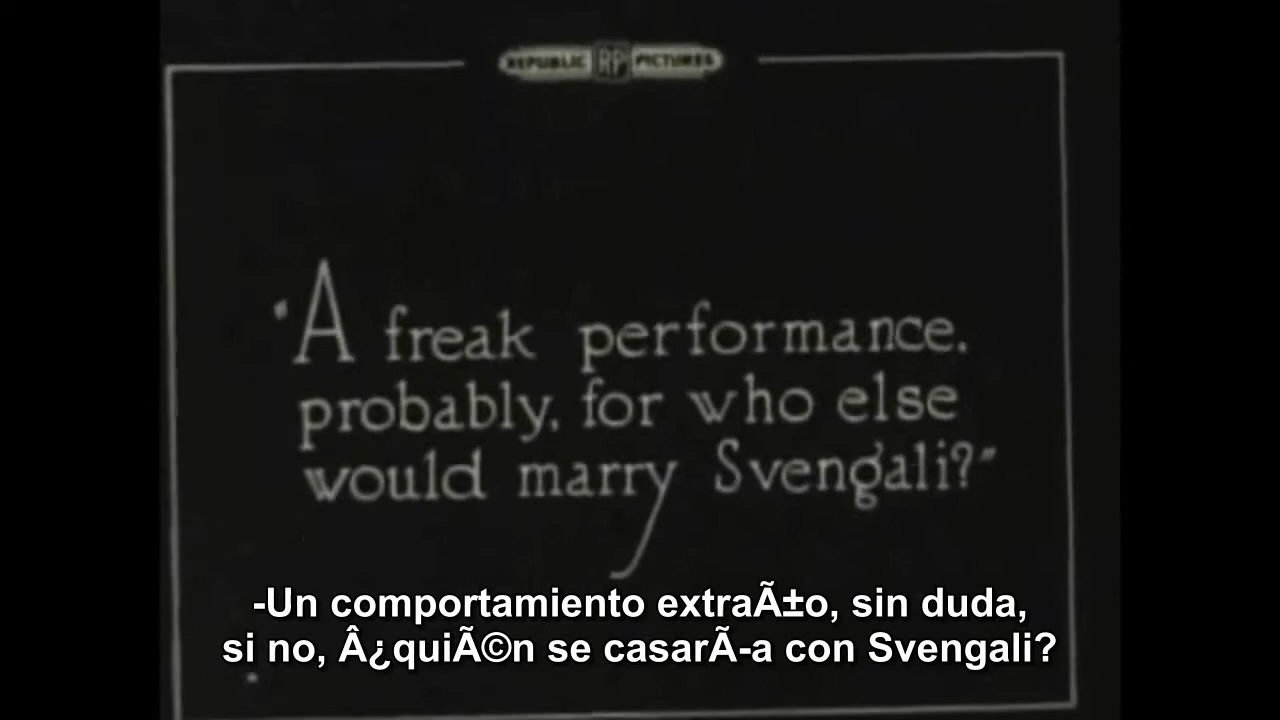 REPUBLIC RP PICTURES
"A freak performance,
probably, for who else
would marry Svengali?"
-Un comportamiento extraÃ±o, sin duda,
si no, Â¿quiÃ©n se casarÃ-a con Svengali?